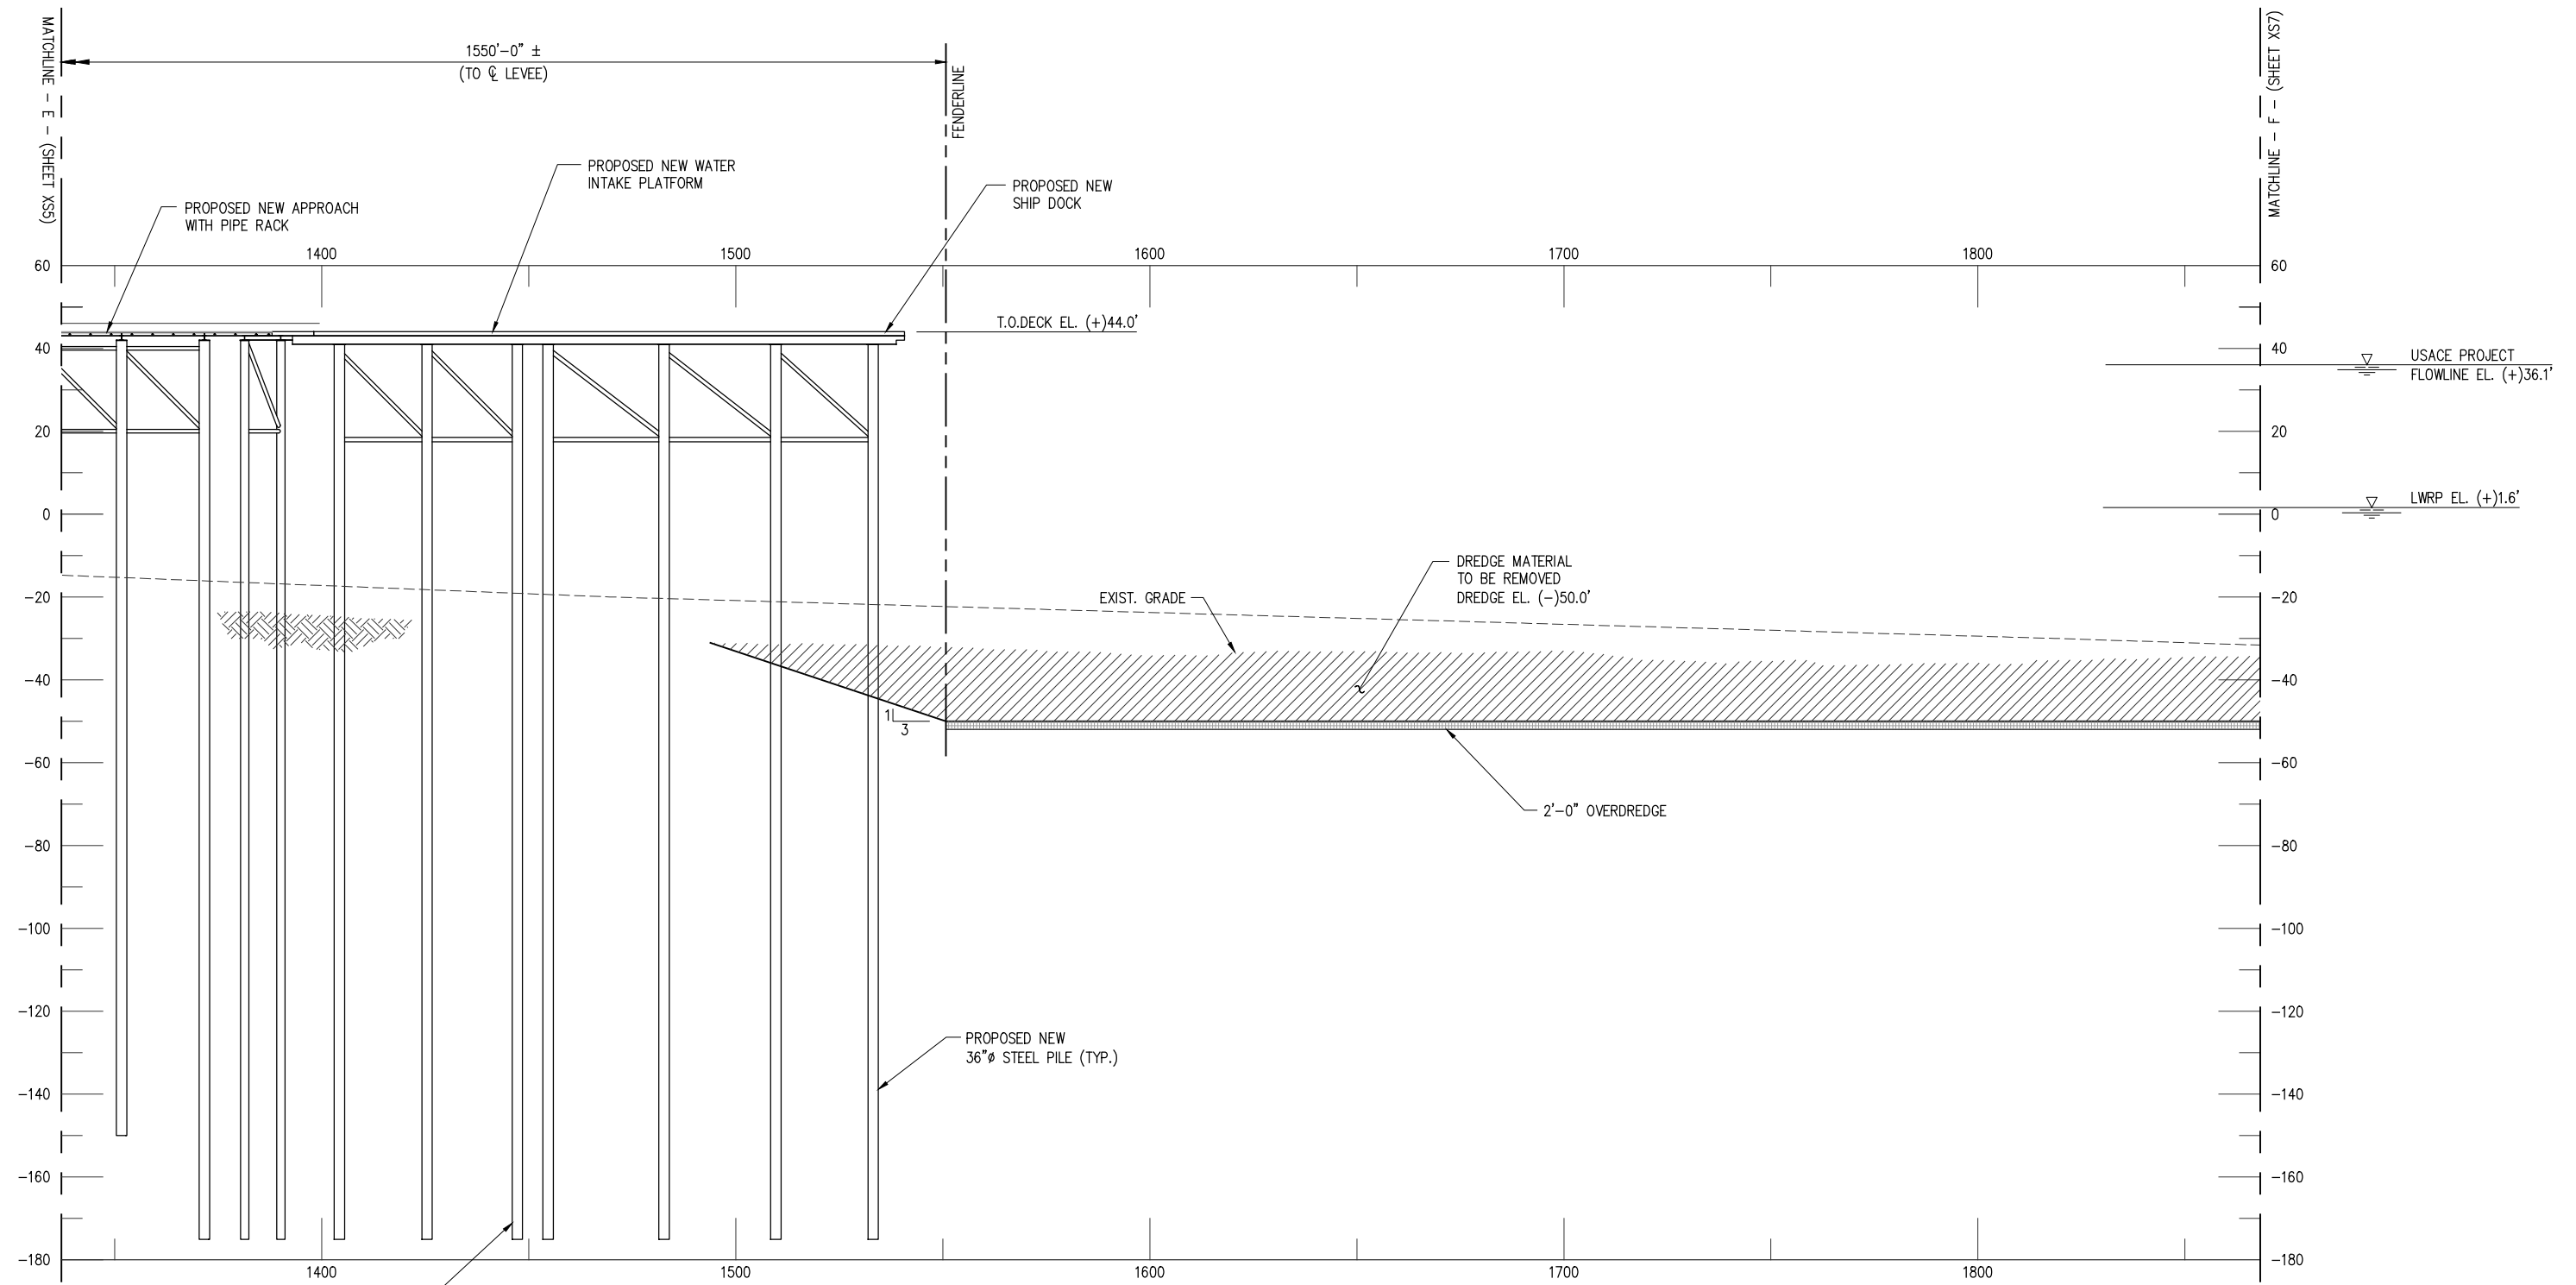 MATCHLINE - E - (SHEET XS5)
1550'-0" ±
(TO ℄ LEVEE)
FENDERLINE
MATCHLINE - F - (SHEET XS7)
PROPOSED NEW APPROACH
WITH PIPE RACK
PROPOSED NEW WATER
INTAKE PLATFORM
PROPOSED NEW
SHIP DOCK
1400
1500
1600
1700
1800
60
40
20
0
-20
-40
-60
-80
-100
-120
-140
-160
-180
T.O.DECK EL. (+)44.0'
60
40
20
0
-20
-40
-60
-80
-100
-120
-140
-160
-180
USACE PROJECT
FLOWLINE EL. (+)36.1'
LWRP EL. (+)1.6'
EXIST. GRADE
DREDGE MATERIAL
TO BE REMOVED
DREDGE EL. (-)50.0'
1
3
2'-0" OVERDREDGE
PROPOSED NEW
36"ø STEEL PILE (TYP.)
1400
1500
1600
1700
1800